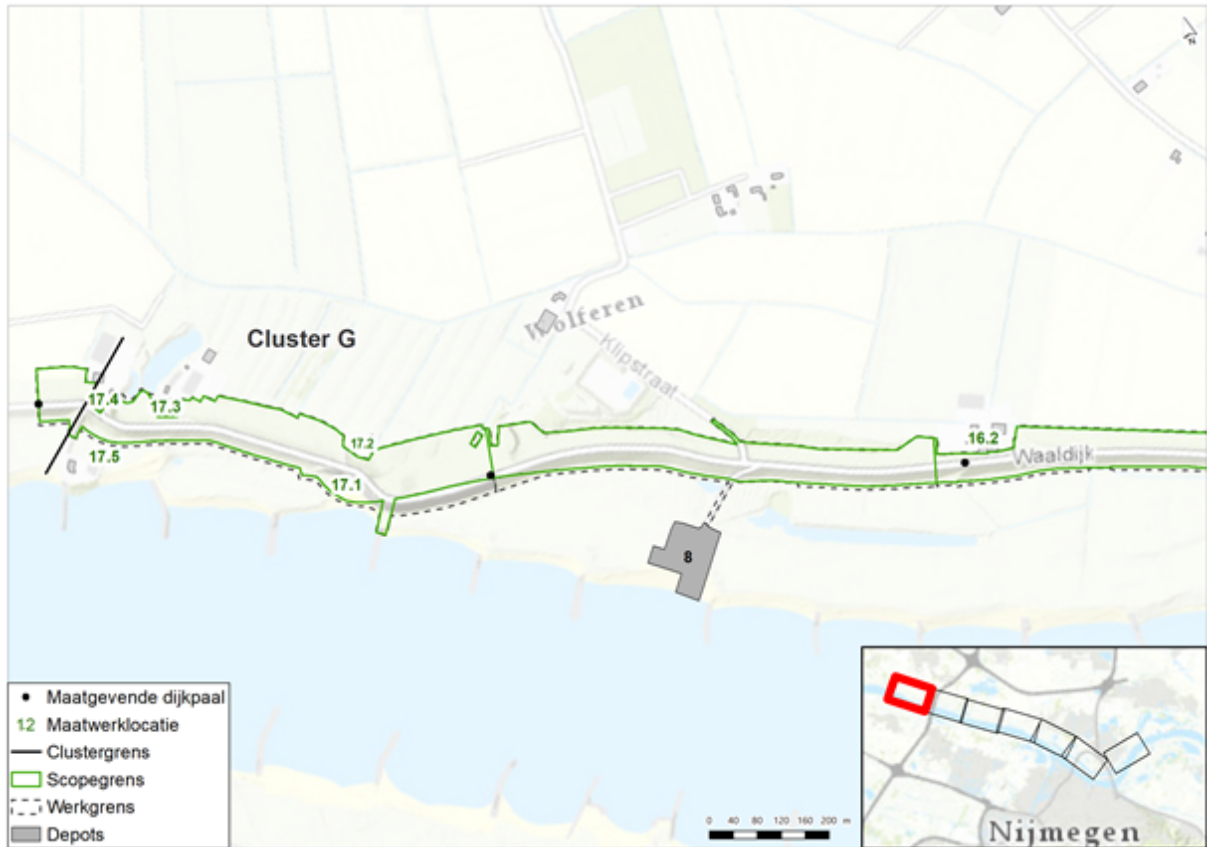 Cluster G
Wolferen
Klipstraat
17.4
17.3
17.2
17.5
17.1
16.2
Waaldijk
8
Maatgevende dijkpaal
12 Maatwerklocatie
Clustergrens
Scopegrens
Werkgrens
Depots
0 40 80 120 160 200 m
Nijmegen